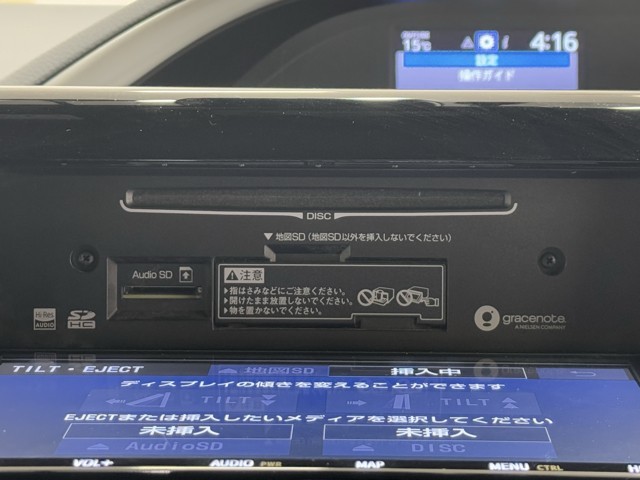 OUTSIDE
15℃
4:16
設定
操作ガイド
DISC
▼地図SD (地図SD以外を挿入しないでください)
Audio SD
⚠注意
▶指はさみなどにご注意ください。
▶開けたまま放置しないでください。
▶物を置かないでください。
Hi-Res
AUDIO
SD
HC
gracenote.
A NIELSEN COMPANY
TILT・EJECT
地図SD
挿入中
ディスプレイの傾きを変えることができます
TILT
TILT
EJECTまたは挿入したいメディアを選択してください
未挿入
未挿入
AudioSD
DISC
VOL+
AUDIO PWR
MAP
MENU CTRL